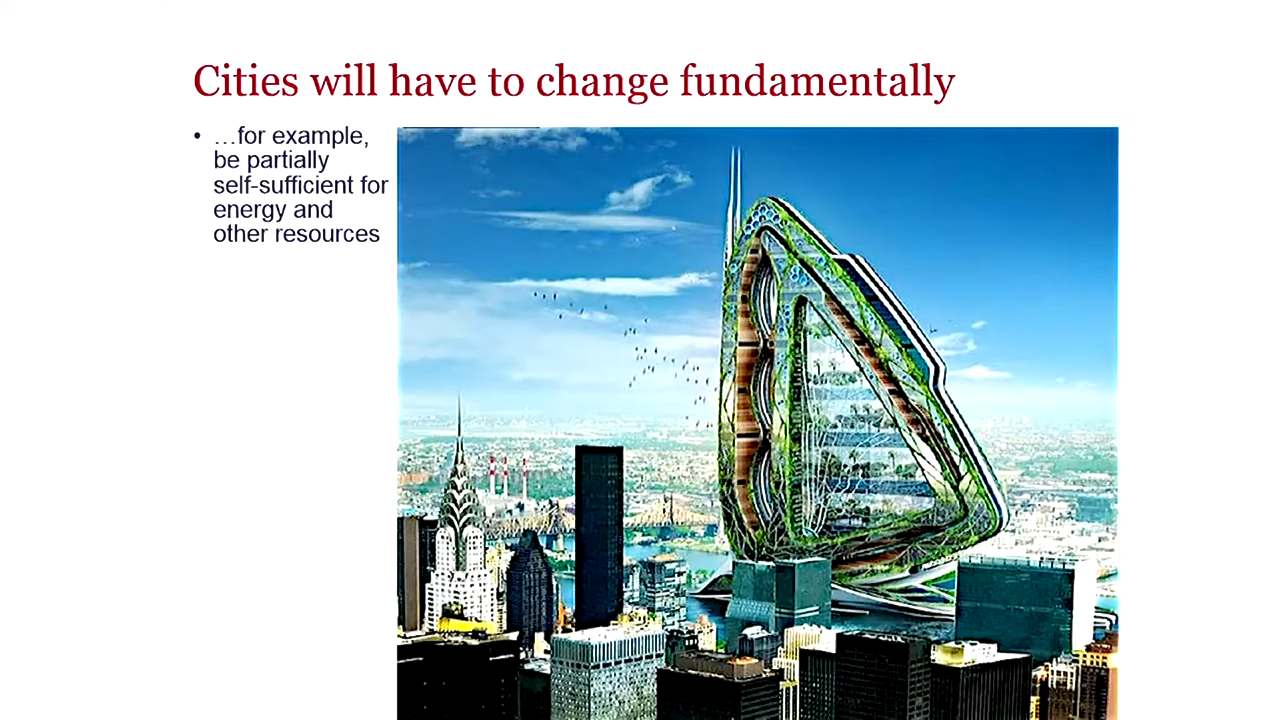 Cities will have to change fundamentally
• …for example,
be partially
self-sufficient for
energy and
other resources